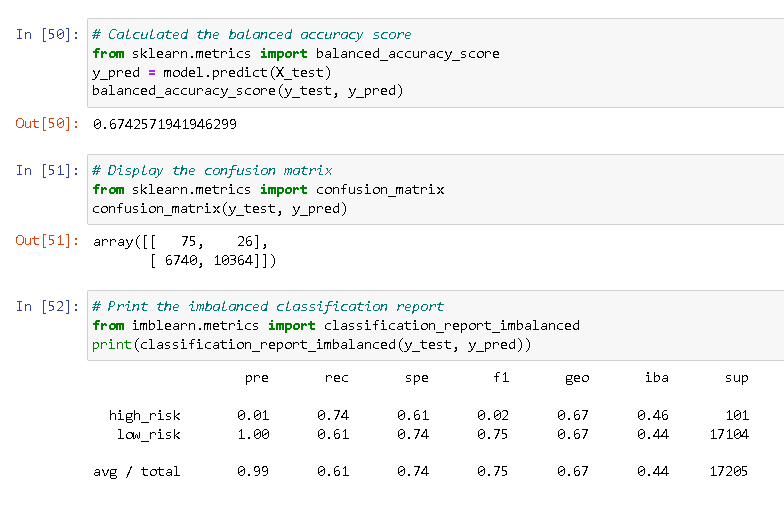 In [50]: # Calculated the balanced accuracy score
from sklearn.metrics import balanced_accuracy_score
y_pred = model.predict(X_test)
balanced_accuracy_score(y_test, y_pred)
Out[50]: 0.6742571941946299
In [51]: # Display the confusion matrix
from sklearn.metrics import confusion_matrix
confusion_matrix(y_test, y_pred)
Out[51]: array([[   75,    26],
       [ 6740, 10364]])
In [52]: # Print the imbalanced classification report
from imblearn.metrics import classification_report_imbalanced
print(classification_report_imbalanced(y_test, y_pred))
pre rec spe f1 geo iba sup
high_risk 0.01 0.74 0.61 0.02 0.67 0.46 101
low_risk 1.00 0.61 0.74 0.75 0.67 0.44 17104
avg / total 0.99 0.61 0.74 0.75 0.67 0.44 17205